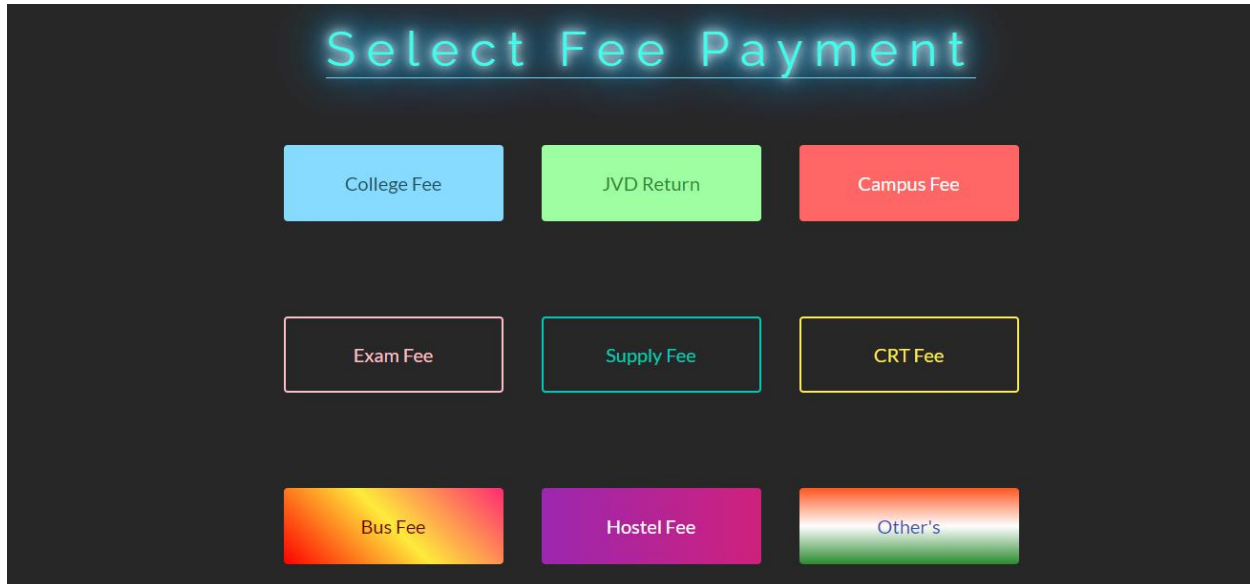 Select Fee Payment
College Fee JVD Return Campus Fee
Exam Fee Supply Fee CRT Fee
Bus Fee Hostel Fee Other's